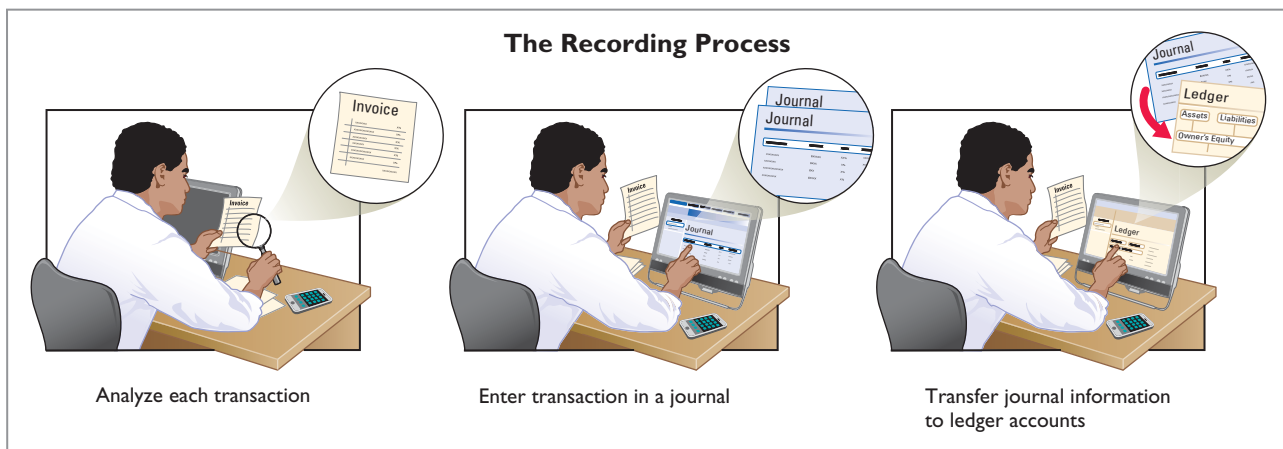 The Recording Process
Invoice
Invoice
Analyze each transaction
Journal
Journal
Invoice
Journal
Enter transaction in a journal
Journal
Ledger
Assets
Liabilities
Owner's Equity
Invoice
Ledger
Transfer journal information
to ledger accounts